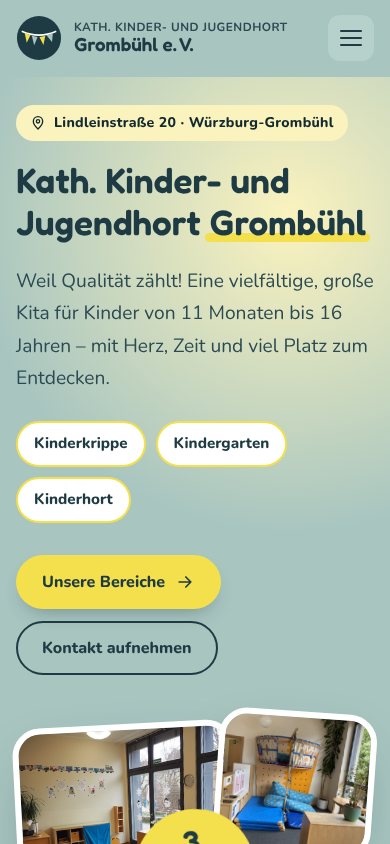 KATH. KINDER- UND JUGENDHORT
Grombühl e. V.
Lindleinstraße 20 · Würzburg-Grombühl
Kath. Kinder- und
Jugendhort Grombühl
Weil Qualität zählt! Eine vielfältige, große
Kita für Kinder von 11 Monaten bis 16
Jahren – mit Herz, Zeit und viel Platz zum
Entdecken.
Kinderkrippe
Kindergarten
Kinderhort
Unsere Bereiche →
Kontakt aufnehmen
3